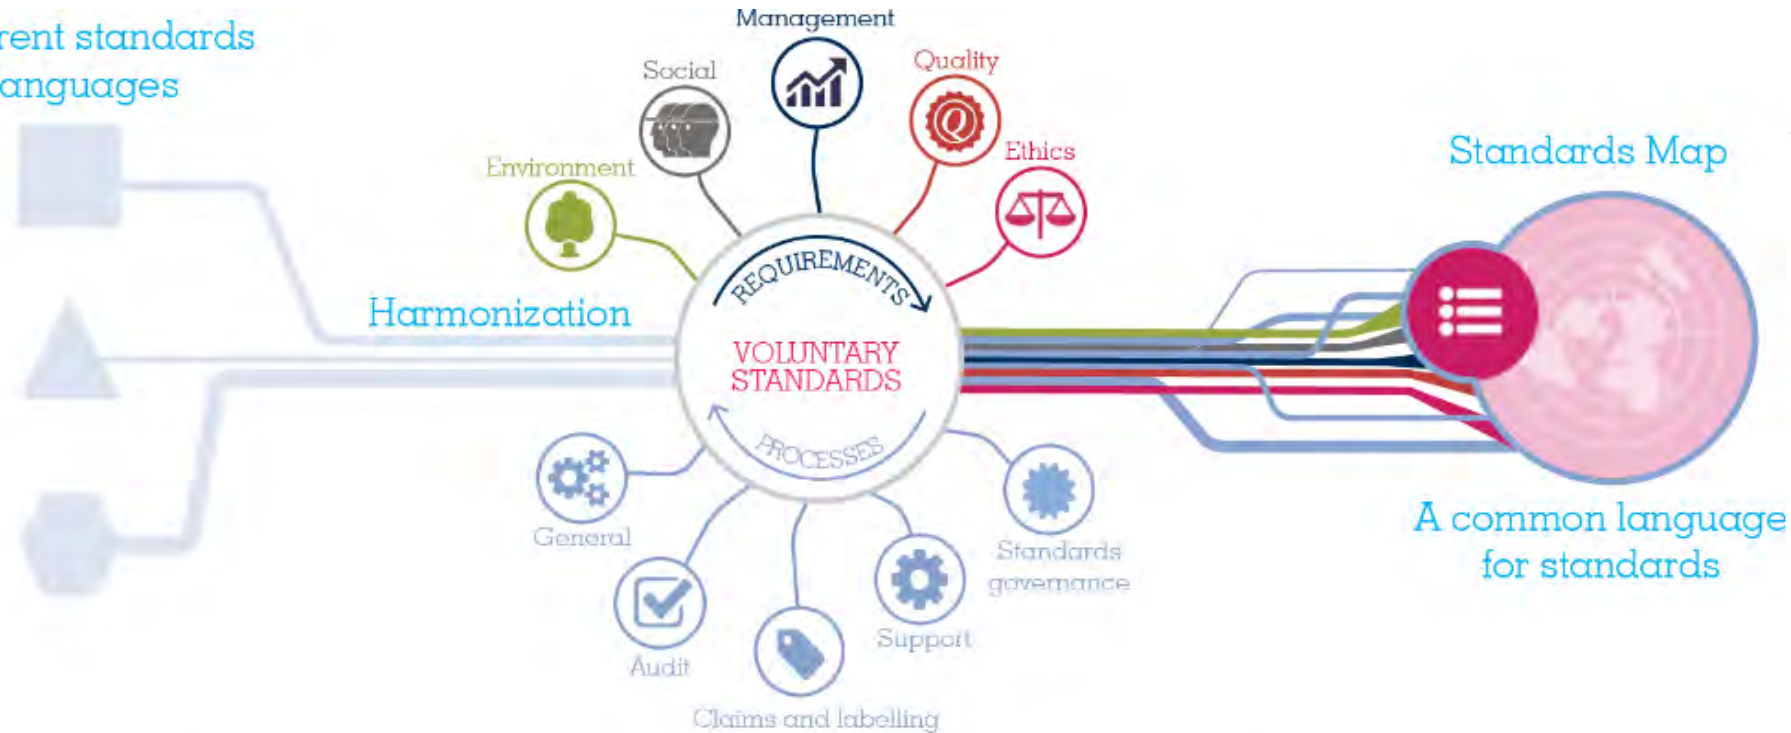 rent standards
anguages
Management
Social
Quality
Environment
Ethics
Standards Map
REQUIREMENTS
Harmonization
VOLUNTARY
STANDARDS
PROCESSES
General
Audit
Claims and labelling
Support
Standards
governance
A common language
for standards